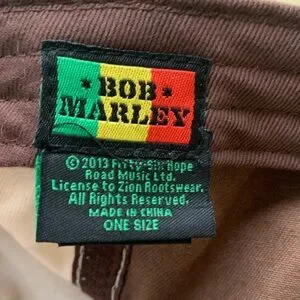 BOB
MARLEY
©2013 Fifty-Six Hope
Road Music Ltd.
License to Zion Rootswear.
All Rights Reserved.
MADE IN CHINA
ONE SIZE